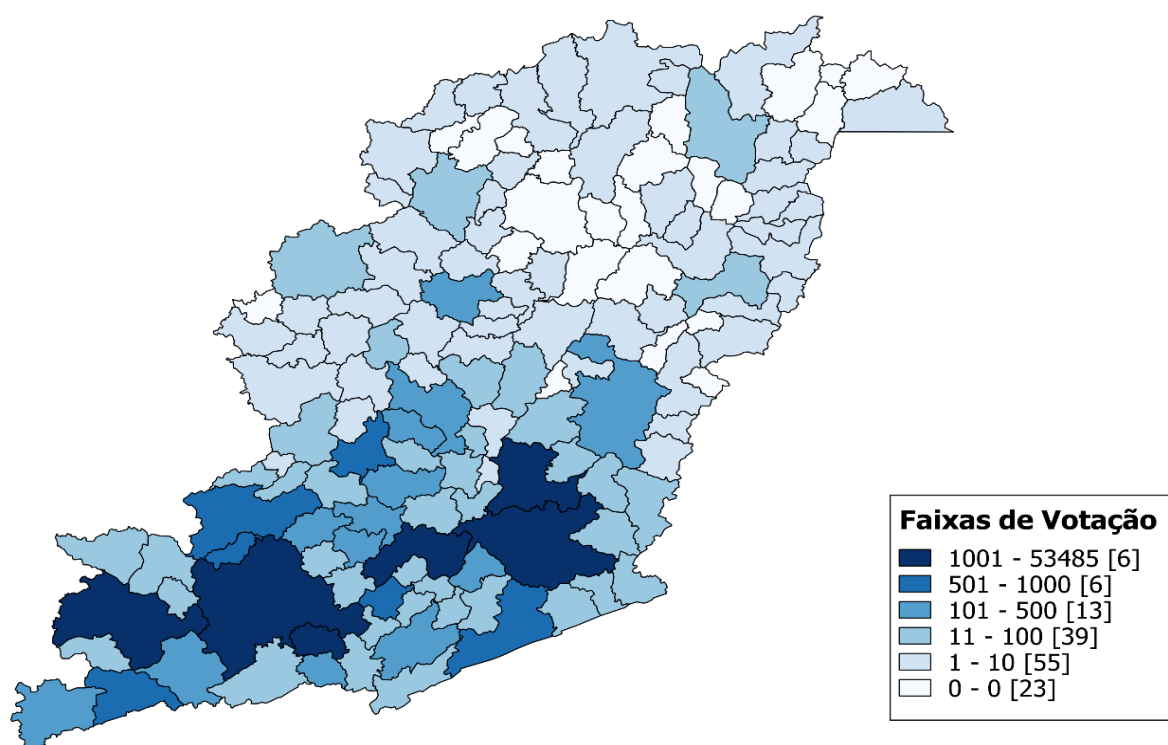 Faixas de Votação
1001 - 53485 [6]
501 - 1000 [6]
101 - 500 [13]
11 - 100 [39]
1 - 10 [55]
0 - 0 [23]